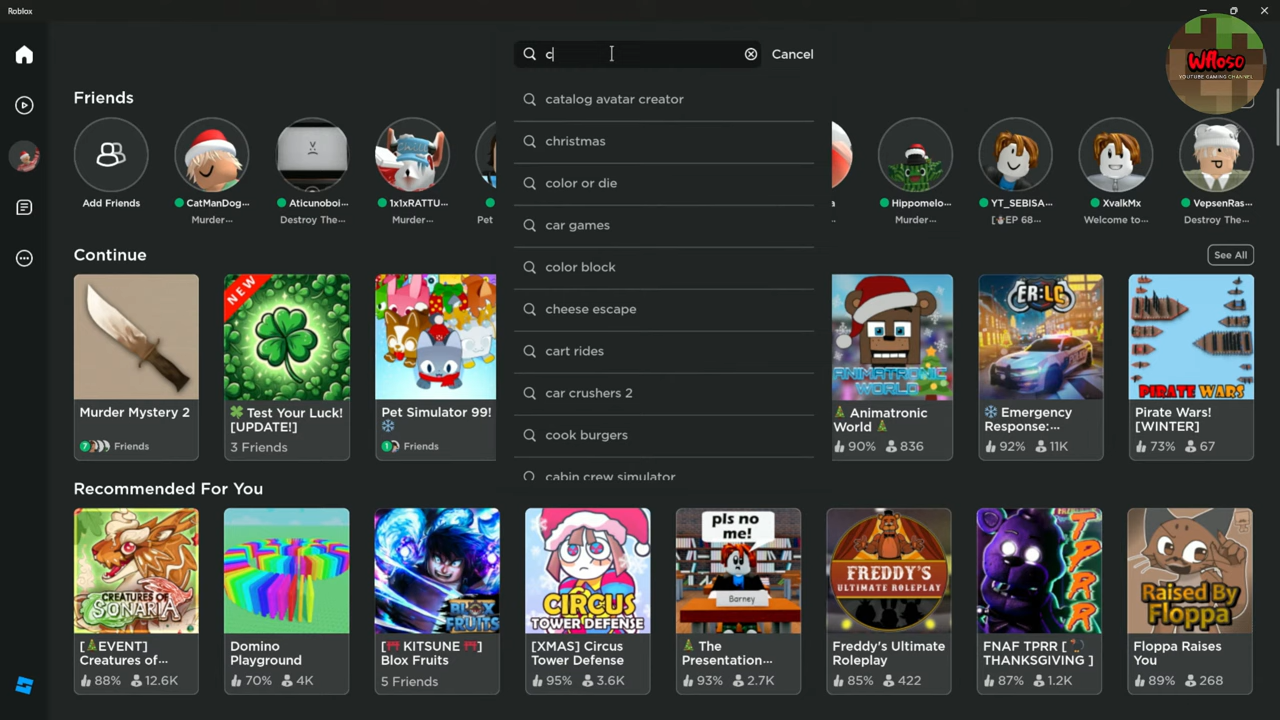 Roblox
Wfloso
YOUTUBE GAMING CHANNEL
c
Cancel
catalog avatar creator
christmas
color or die
car games
color block
cheese escape
cart rides
car crushers 2
cook burgers
cabin crew simulator
Friends
Add Friends
CatManDog...
Murder...
Aticunoboi...
Destroy The...
1x1xRATTU...
Murder...
Pet
Hippomelo...
Murder...
YT_SEBISA...
[⛄EP 68...
XvalkMx
Welcome to...
VepsenRas...
Destroy The...
Continue
See All
NEW
ANIMATRONIC
WORLD
ER:LC
PIRATE WARS
Murder Mystery 2
7 Friends
🍀 Test Your Luck!
[UPDATE!]
3 Friends
Pet Simulator 99!
❄️
1 Friends
🎄 Animatronic
World 🎄
90% 836
❄️ Emergency
Response:...
92% 11K
Pirate Wars!
[WINTER]
73% 67
Recommended For You
CREATURES OF
SONARIA
BLOX
FRUITS
CIRCUS
TOWER DEFENSE
pls no
me!
Barney
FREDDY'S
ULTIMATE ROLEPLAY
TPRR
Raised By
Floppa
[🎄EVENT]
Creatures of...
88% 12.6K
Domino
Playground
70% 4K
[⛩️ KITSUNE ⛩️]
Blox Fruits
5 Friends
[XMAS] Circus
Tower Defense
95% 3.6K
🎄 The
Presentation...
93% 2.7K
Freddy's Ultimate
Roleplay
85% 422
FNAF TPRR [🦃
THANKSGIVING ]
87% 1.2K
Floppa Raises
You
89% 268